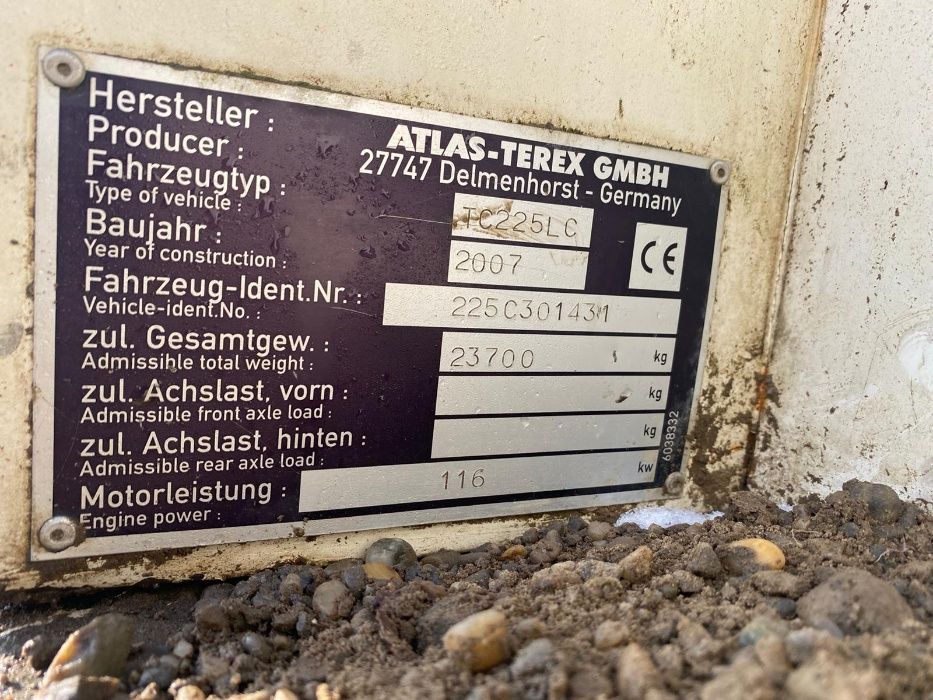 Hersteller :
Producer :
ATLAS-TEREX GMBH
27747 Delmenhorst - Germany
Fahrzeugtyp :
Type of vehicle :
TC225LC
Baujahr :
Year of construction :
2007
CE
Fahrzeug-Ident.Nr. :
Vehicle-ident.No. :
225C30143M
zul. Gesamtgew. :
Admissible total weight :
23700 kg
zul. Achslast, vorn :
Admissible front axle load :
kg
zul. Achslast, hinten :
Admissible rear axle load :
kg
Motorleistung :
Engine power :
116 kw
6038332